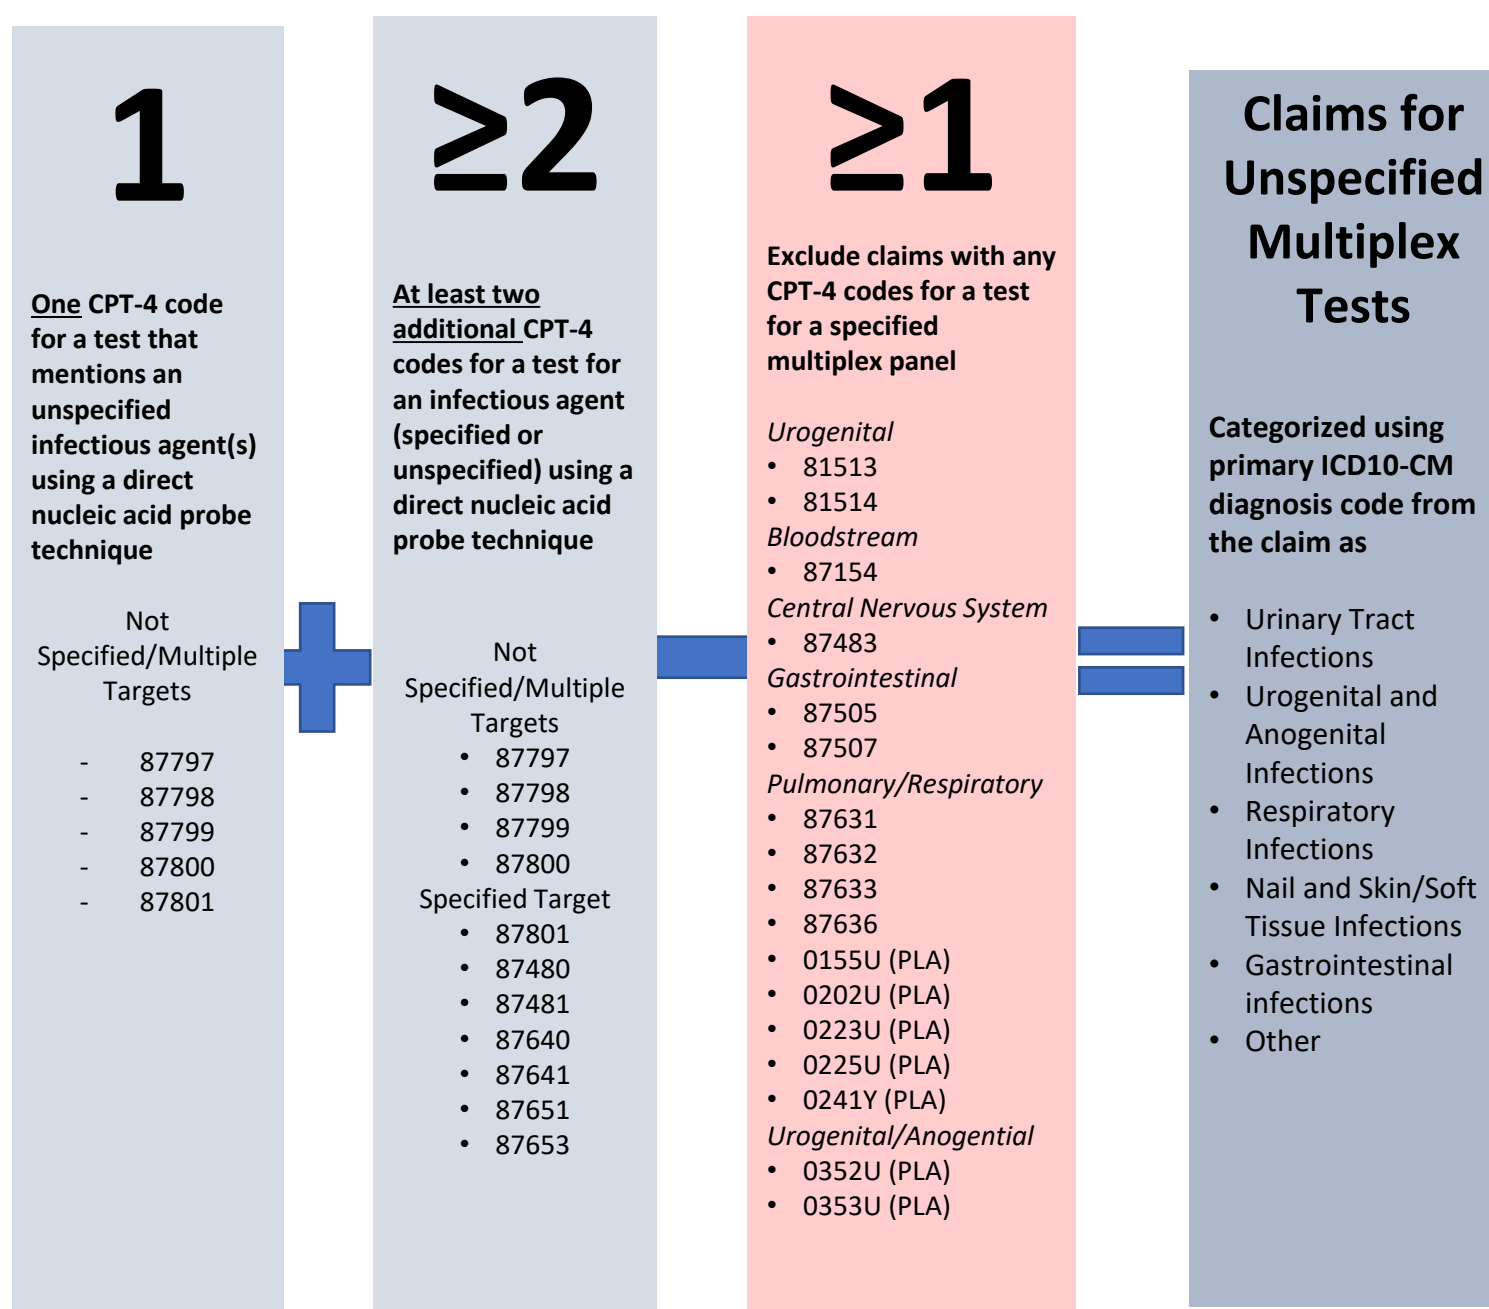 1
One CPT-4 code
for a test that
mentions an
unspecified
infectious agent(s)
using a direct
nucleic acid probe
technique
Not
Specified/Multiple
Targets
- 87797
- 87798
- 87799
- 87800
- 87801
≥2
At least two
additional CPT-4
codes for a test for
an infectious agent
(specified or
unspecified) using a
direct nucleic acid
probe technique
Not
Specified/Multiple
Targets
• 87797
• 87798
• 87799
• 87800
Specified Target
• 87801
• 87480
• 87481
• 87640
• 87641
• 87651
• 87653
≥1
Exclude claims with any
CPT-4 codes for a test
for a specified
multiplex panel
Urogenital
• 81513
• 81514
Bloodstream
• 87154
Central Nervous System
• 87483
Gastrointestinal
• 87505
• 87507
Pulmonary/Respiratory
• 87631
• 87632
• 87633
• 87636
• 0155U (PLA)
• 0202U (PLA)
• 0223U (PLA)
• 0225U (PLA)
• 0241Y (PLA)
Urogenital/Anogential
• 0352U (PLA)
• 0353U (PLA)
Claims for
Unspecified
Multiplex
Tests
Categorized using
primary ICD10-CM
diagnosis code from
the claim as
• Urinary Tract
Infections
• Urogenital and
Anogenital
Infections
• Respiratory
Infections
• Nail and Skin/Soft
Tissue Infections
• Gastrointestinal
infections
• Other